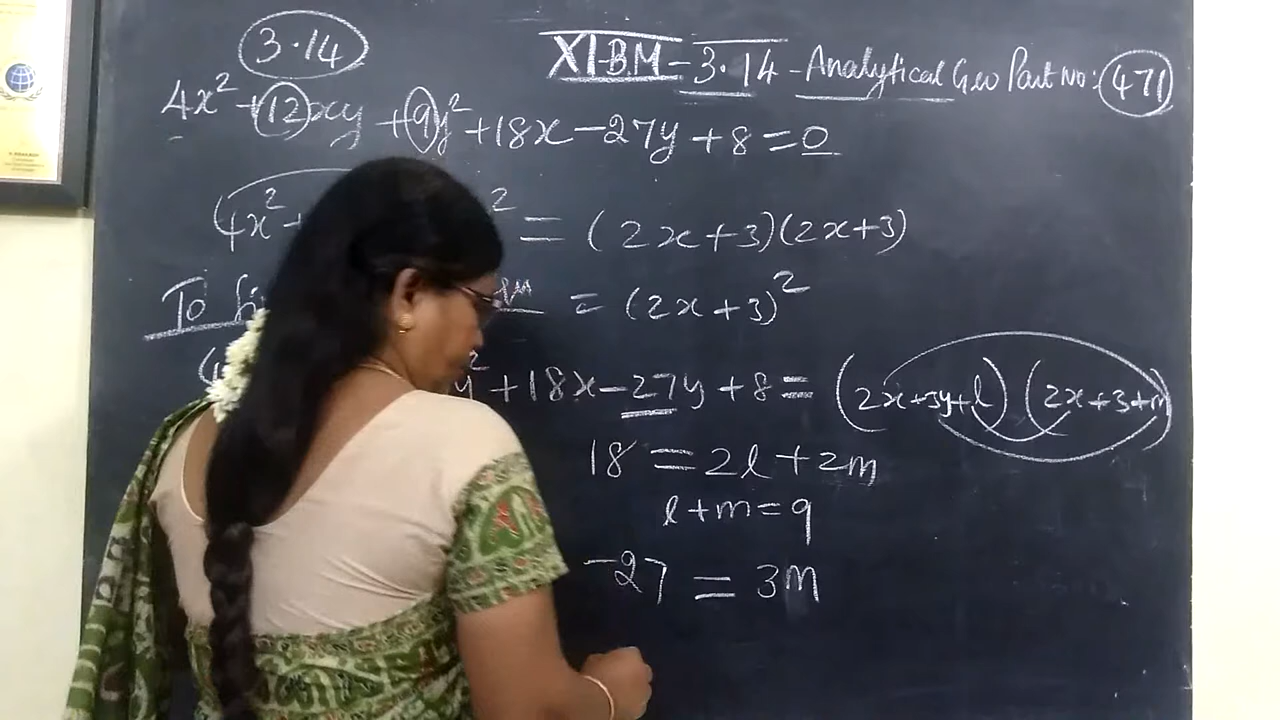 3.14
XI-B.M - 3.14 - Analytical Geo Part No: 471
4x² - 12xy + 9y² + 18x - 27y + 8 = 0
(4x² ² = (2x+3)(2x+3)
To = (2x+3)²
y² + 18x - 27y + 8 = (2x+3y+l) (2x+3+m)
18 = 2l + 2m
l + m = 9
-27 = 3m